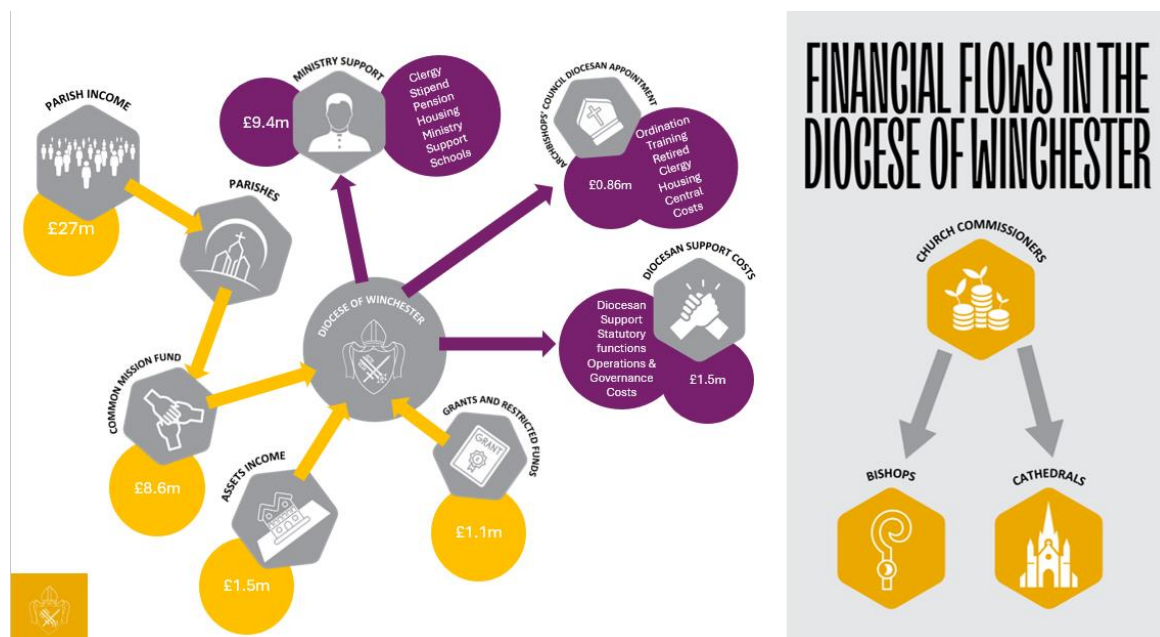 PARISH INCOME
£27m
PARISHES
COMMON MISSION FUND
£8.6m
ASSETS INCOME
£1.5m
GRANTS AND RESTRICTED FUNDS
GRANT
£1.1m
DIOCESE OF WINCHESTER
MINISTRY SUPPORT
£9.4m
Clergy
Stipend
Pension
Housing
Ministry
Support
Schools
ARCHBISHOPS' COUNCIL DIOCESAN APPOINTMENT
£0.86m
Ordination
Training
Retired
Clergy
Housing
Central
Costs
DIOCESAN SUPPORT COSTS
Diocesan
Support
Statutory
functions
Operations &
Governance
Costs
£1.5m
FINANCIAL FLOWS IN THE
DIOCESE OF WINCHESTER
CHURCH COMMISSIONERS
BISHOPS
CATHEDRALS